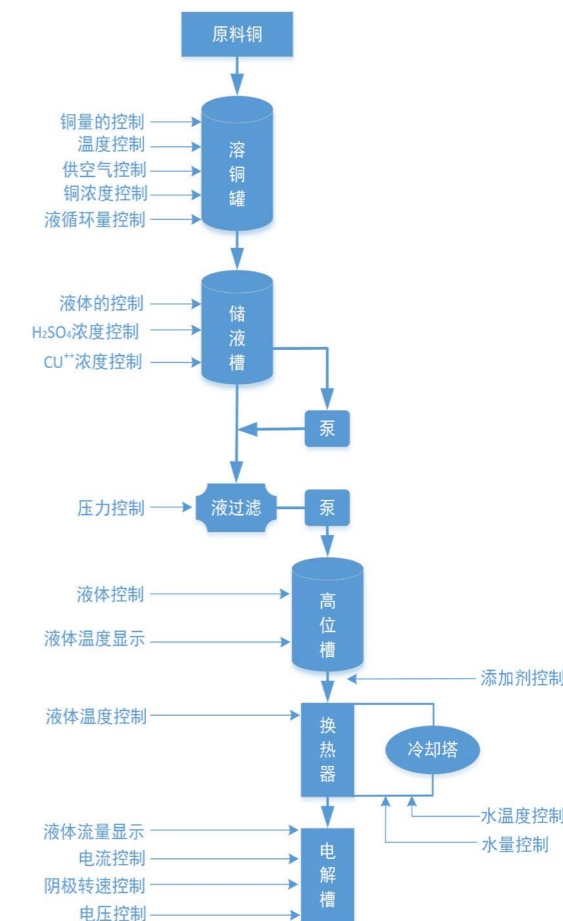 原料铜
铜量的控制
温度控制
供空气控制
铜浓度控制
液循环量控制
溶铜罐
液体的控制
H₂SO₄浓度控制
CU⁺⁺浓度控制
储液槽
泵
压力控制
液过滤
泵
液体控制
液体温度显示
高位槽
添加剂控制
液体温度控制
换热器
冷却塔
水温度控制
水量控制
液体流量显示
电流控制
阴极转速控制
电压控制
电解槽